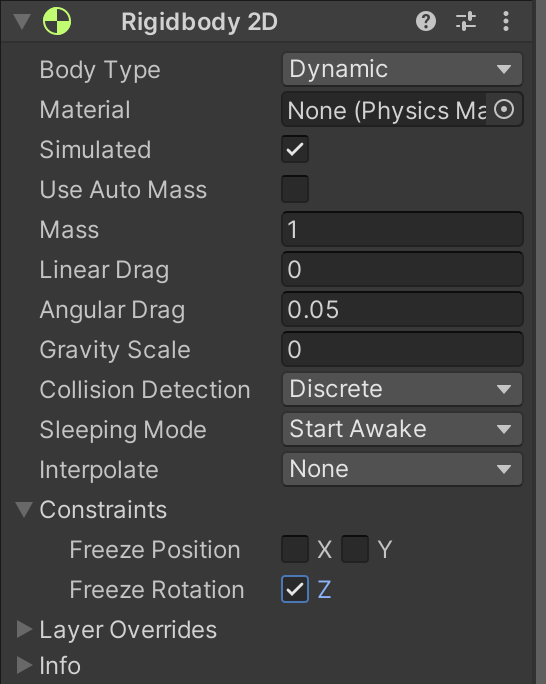 Rigidbody 2D
Body Type Dynamic
Material None (Physics Ma
Simulated
Use Auto Mass
Mass 1
Linear Drag 0
Angular Drag 0.05
Gravity Scale 0
Collision Detection Discrete
Sleeping Mode Start Awake
Interpolate None
Constraints
Freeze Position X Y
Freeze Rotation Z
Layer Overrides
Info